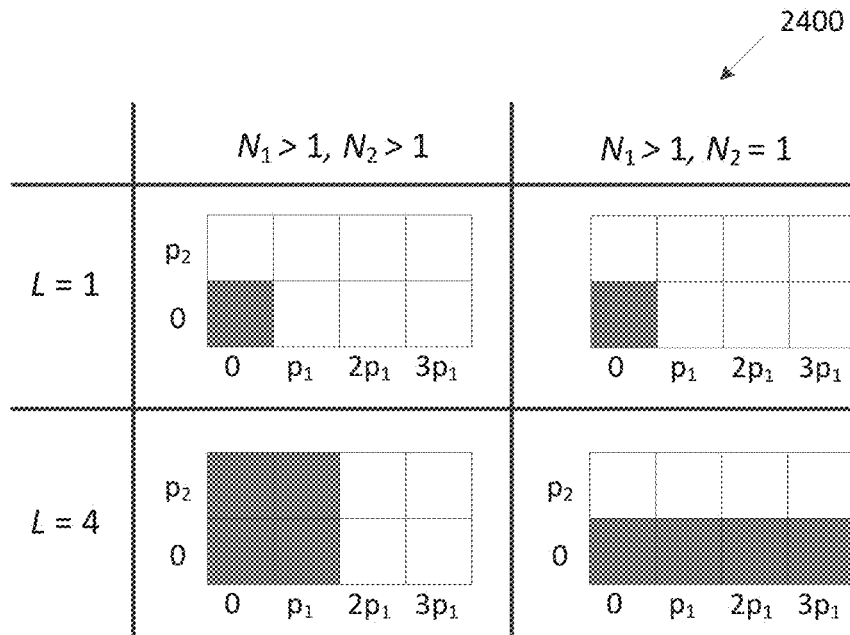 2400
N₁ > 1, N₂ > 1
N₁ > 1, N₂ = 1
L = 1
p₂
0
0 p₁ 2p₁ 3p₁
0 p₁ 2p₁ 3p₁
L = 4
p₂
0
0 p₁ 2p₁ 3p₁
p₂
0
0 p₁ 2p₁ 3p₁